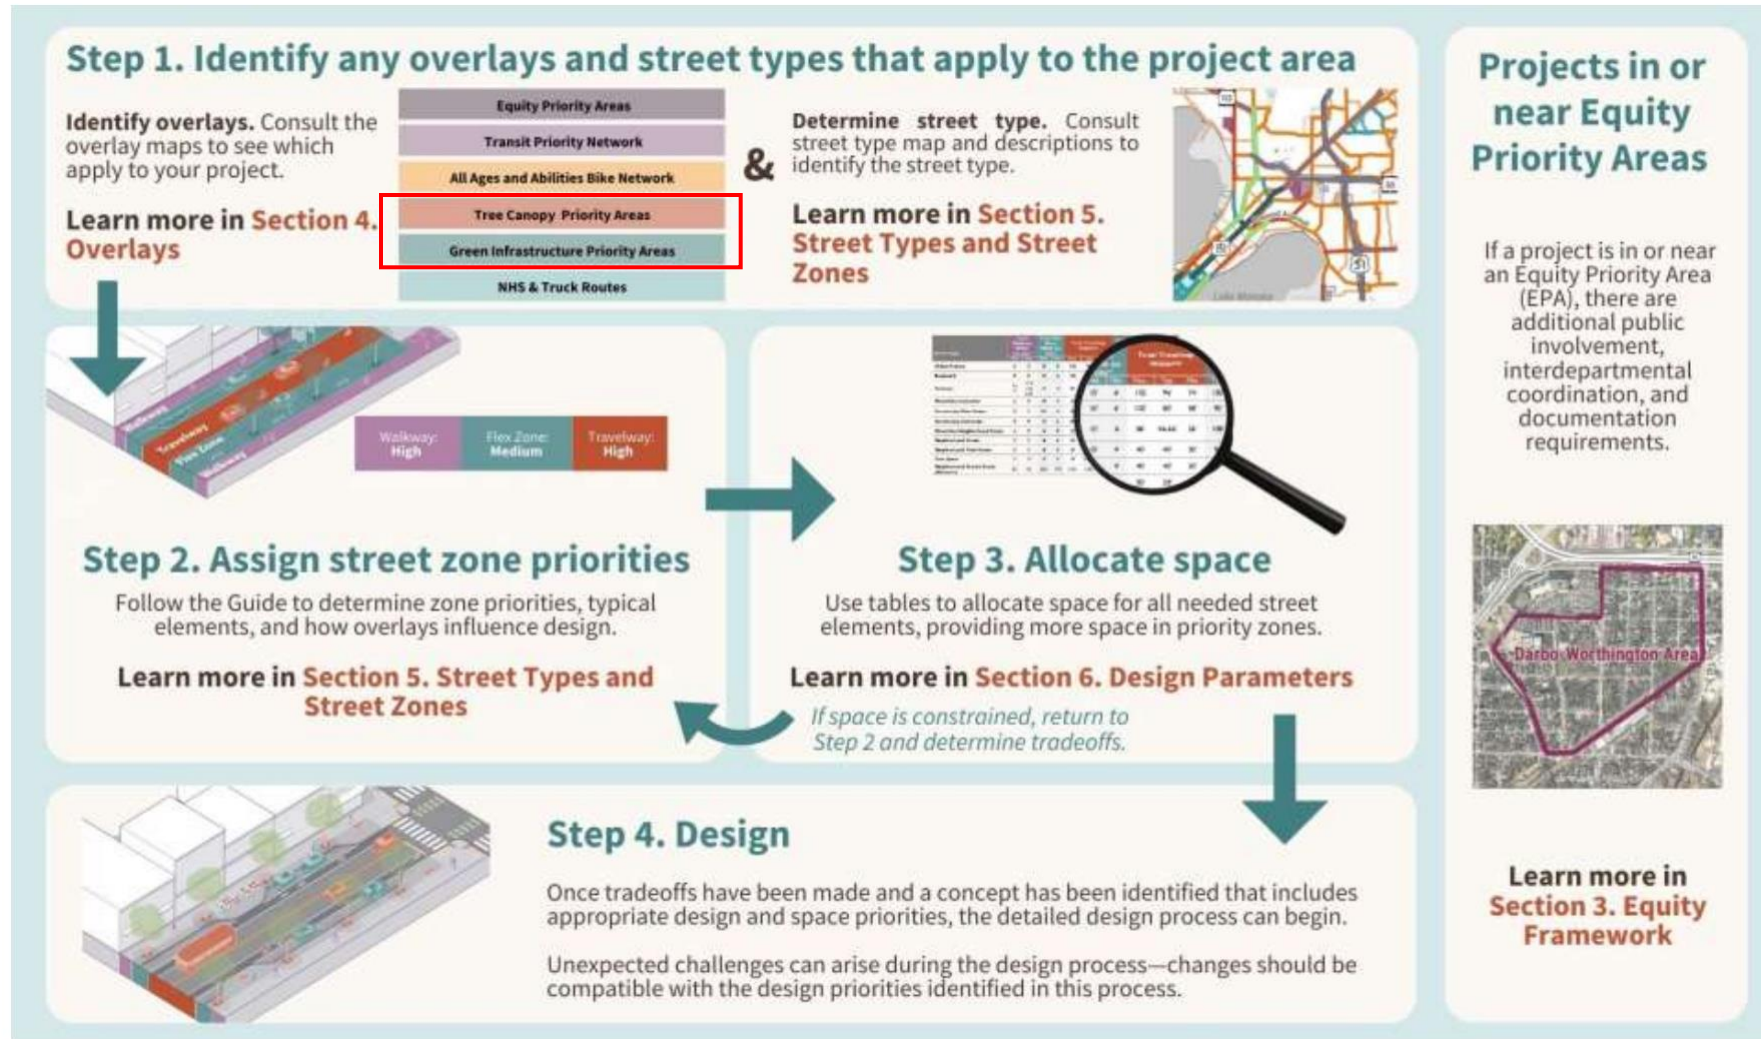 Step 1. Identify any overlays and street types that apply to the project area
Identify overlays. Consult the
overlay maps to see which
apply to your project.
Learn more in Section 4.
Overlays
Equity Priority Areas
Transit Priority Network
All Ages and Abilities Bike Network
Tree Canopy Priority Areas
Green Infrastructure Priority Areas
NHS & Truck Routes
&
Determine street type. Consult
street type map and descriptions to
identify the street type.
Learn more in Section 5.
Street Types and Street
Zones
Walkway
Flex Zone
Travelway
Walkway
Walkway:
High
Flex Zone:
Medium
Travelway:
High
Step 2. Assign street zone priorities
Follow the Guide to determine zone priorities, typical
elements, and how overlays influence design.
Learn more in Section 5. Street Types and
Street Zones
Step 3. Allocate space
Use tables to allocate space for all needed street
elements, providing more space in priority zones.
Learn more in Section 6. Design Parameters
If space is constrained, return to
Step 2 and determine tradeoffs.
Step 4. Design
Once tradeoffs have been made and a concept has been identified that includes
appropriate design and space priorities, the detailed design process can begin.
Unexpected challenges can arise during the design process—changes should be
compatible with the design priorities identified in this process.
Projects in or
near Equity
Priority Areas
If a project is in or near
an Equity Priority Area
(EPA), there are
additional public
involvement,
interdepartmental
coordination, and
documentation
requirements.
Darbo Worthington Area
Learn more in
Section 3. Equity
Framework